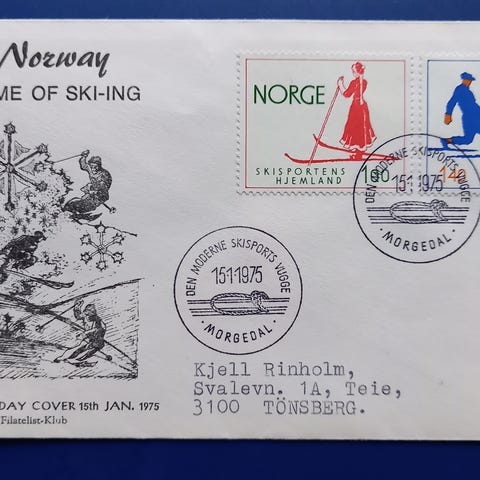 Norway
ME OF SKI-ING
DAY COVER 15th JAN. 1975
Filatelist-Klub
NORGE
SKISPORTENS
HJEMLAND
100
140
DEN MODERNE SKISPORTS VUGGE
15-1-1975
· MORGEDAL ·
DEN MODERNE SKISPORTS VUGGE
15-1-1975
· MORGEDAL ·
Kjell Rinholm,
Svalevn. 1A, Teie,
3100 TÖNSBERG.